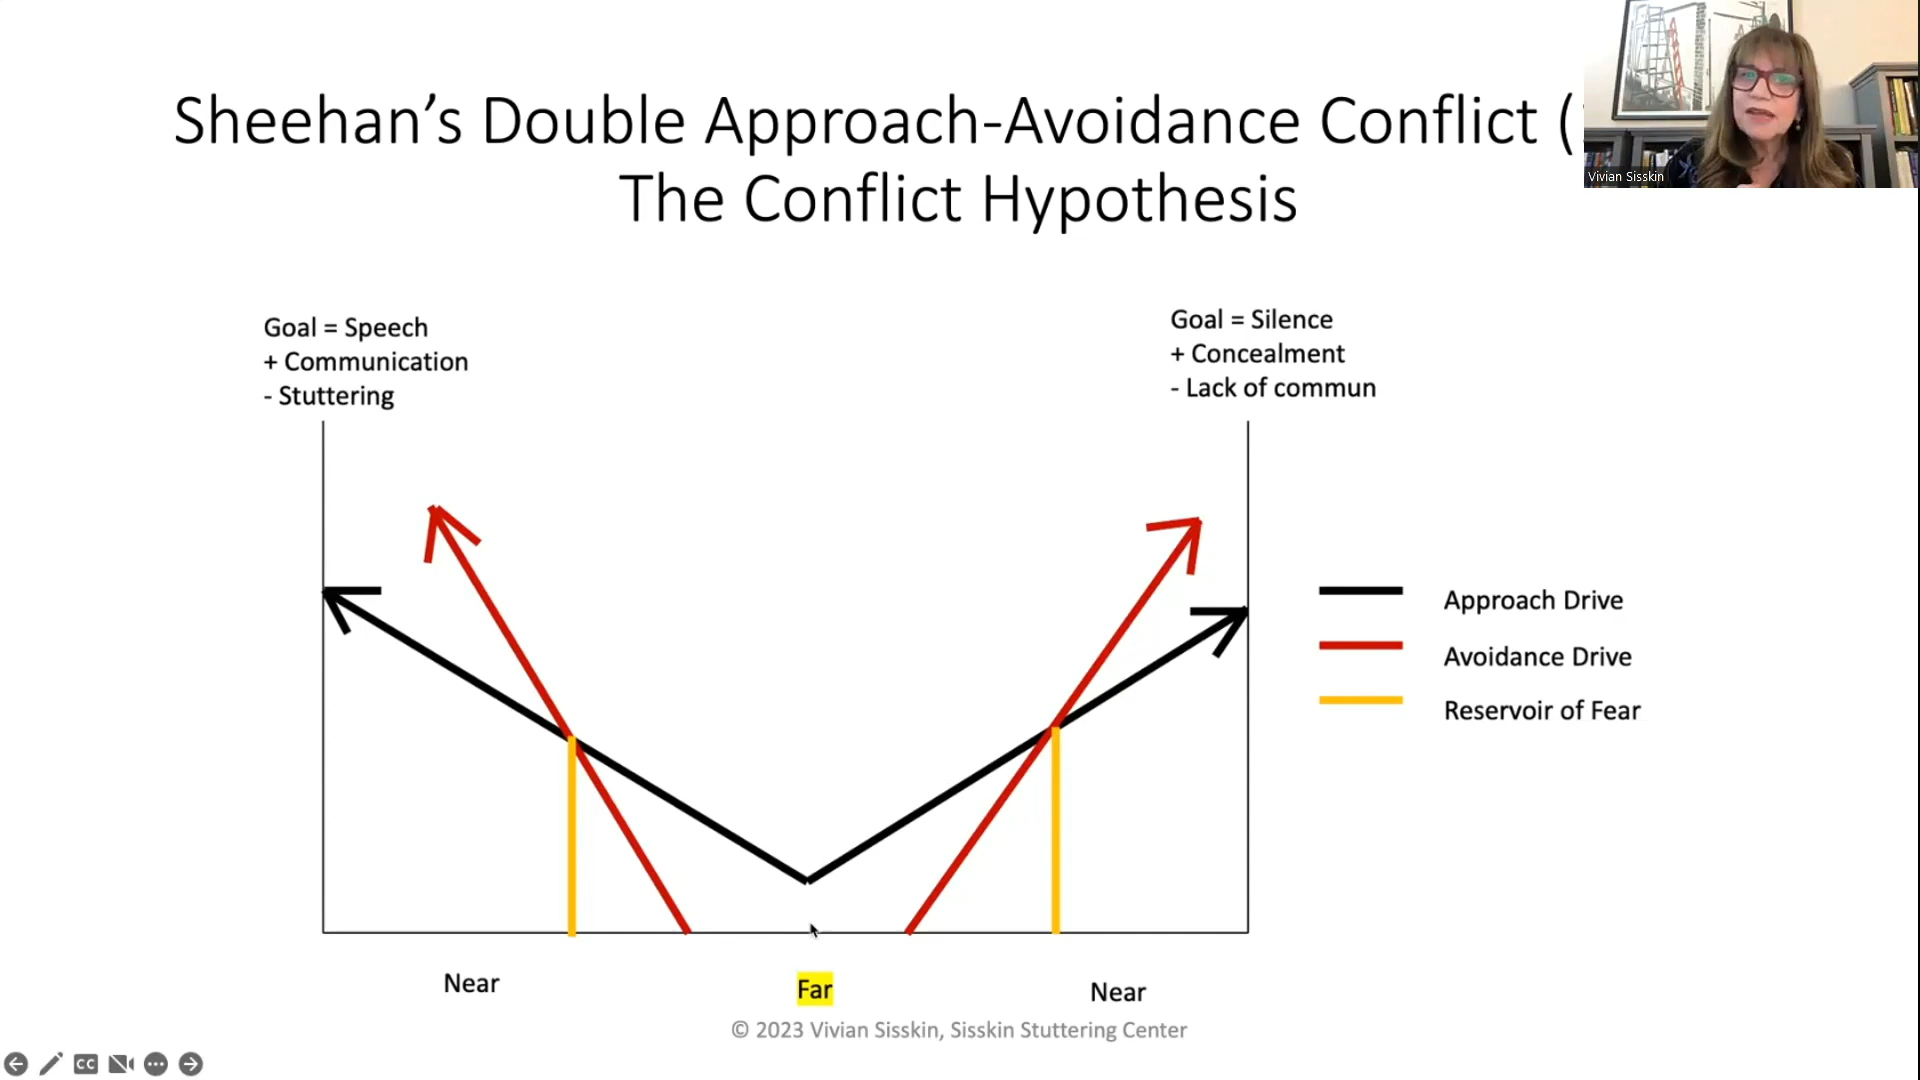 Sheehan’s Double Approach-Avoidance Conflict (
The Conflict Hypothesis
Vivian Sisskin
Goal = Speech
+ Communication
- Stuttering
Goal = Silence
+ Concealment
- Lack of commun
Approach Drive
Avoidance Drive
Reservoir of Fear
Near
Far
Near
© 2023 Vivian Sisskin, Sisskin Stuttering Center
CC